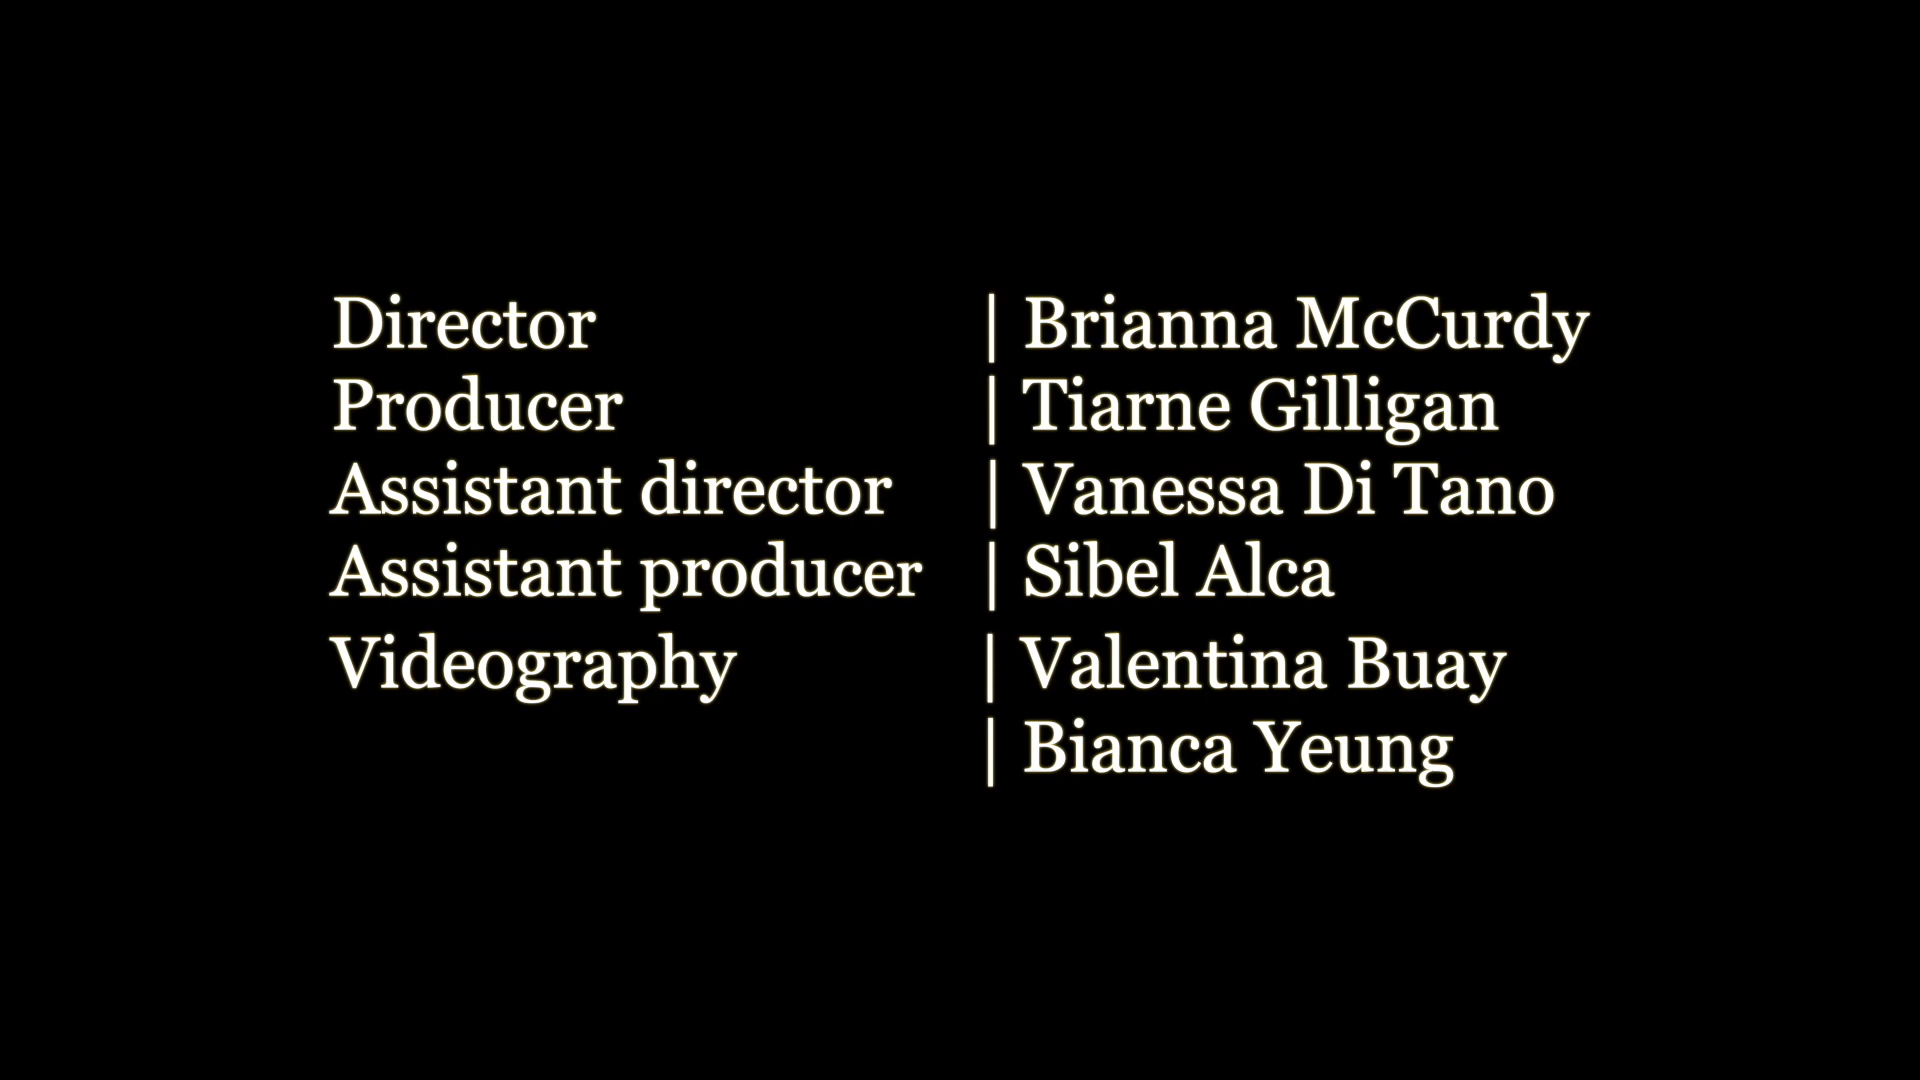 Director | Brianna McCurdy
Producer | Tiarne Gilligan
Assistant director | Vanessa Di Tano
Assistant producer | Sibel Alca
Videography | Valentina Buay
| Bianca Yeung